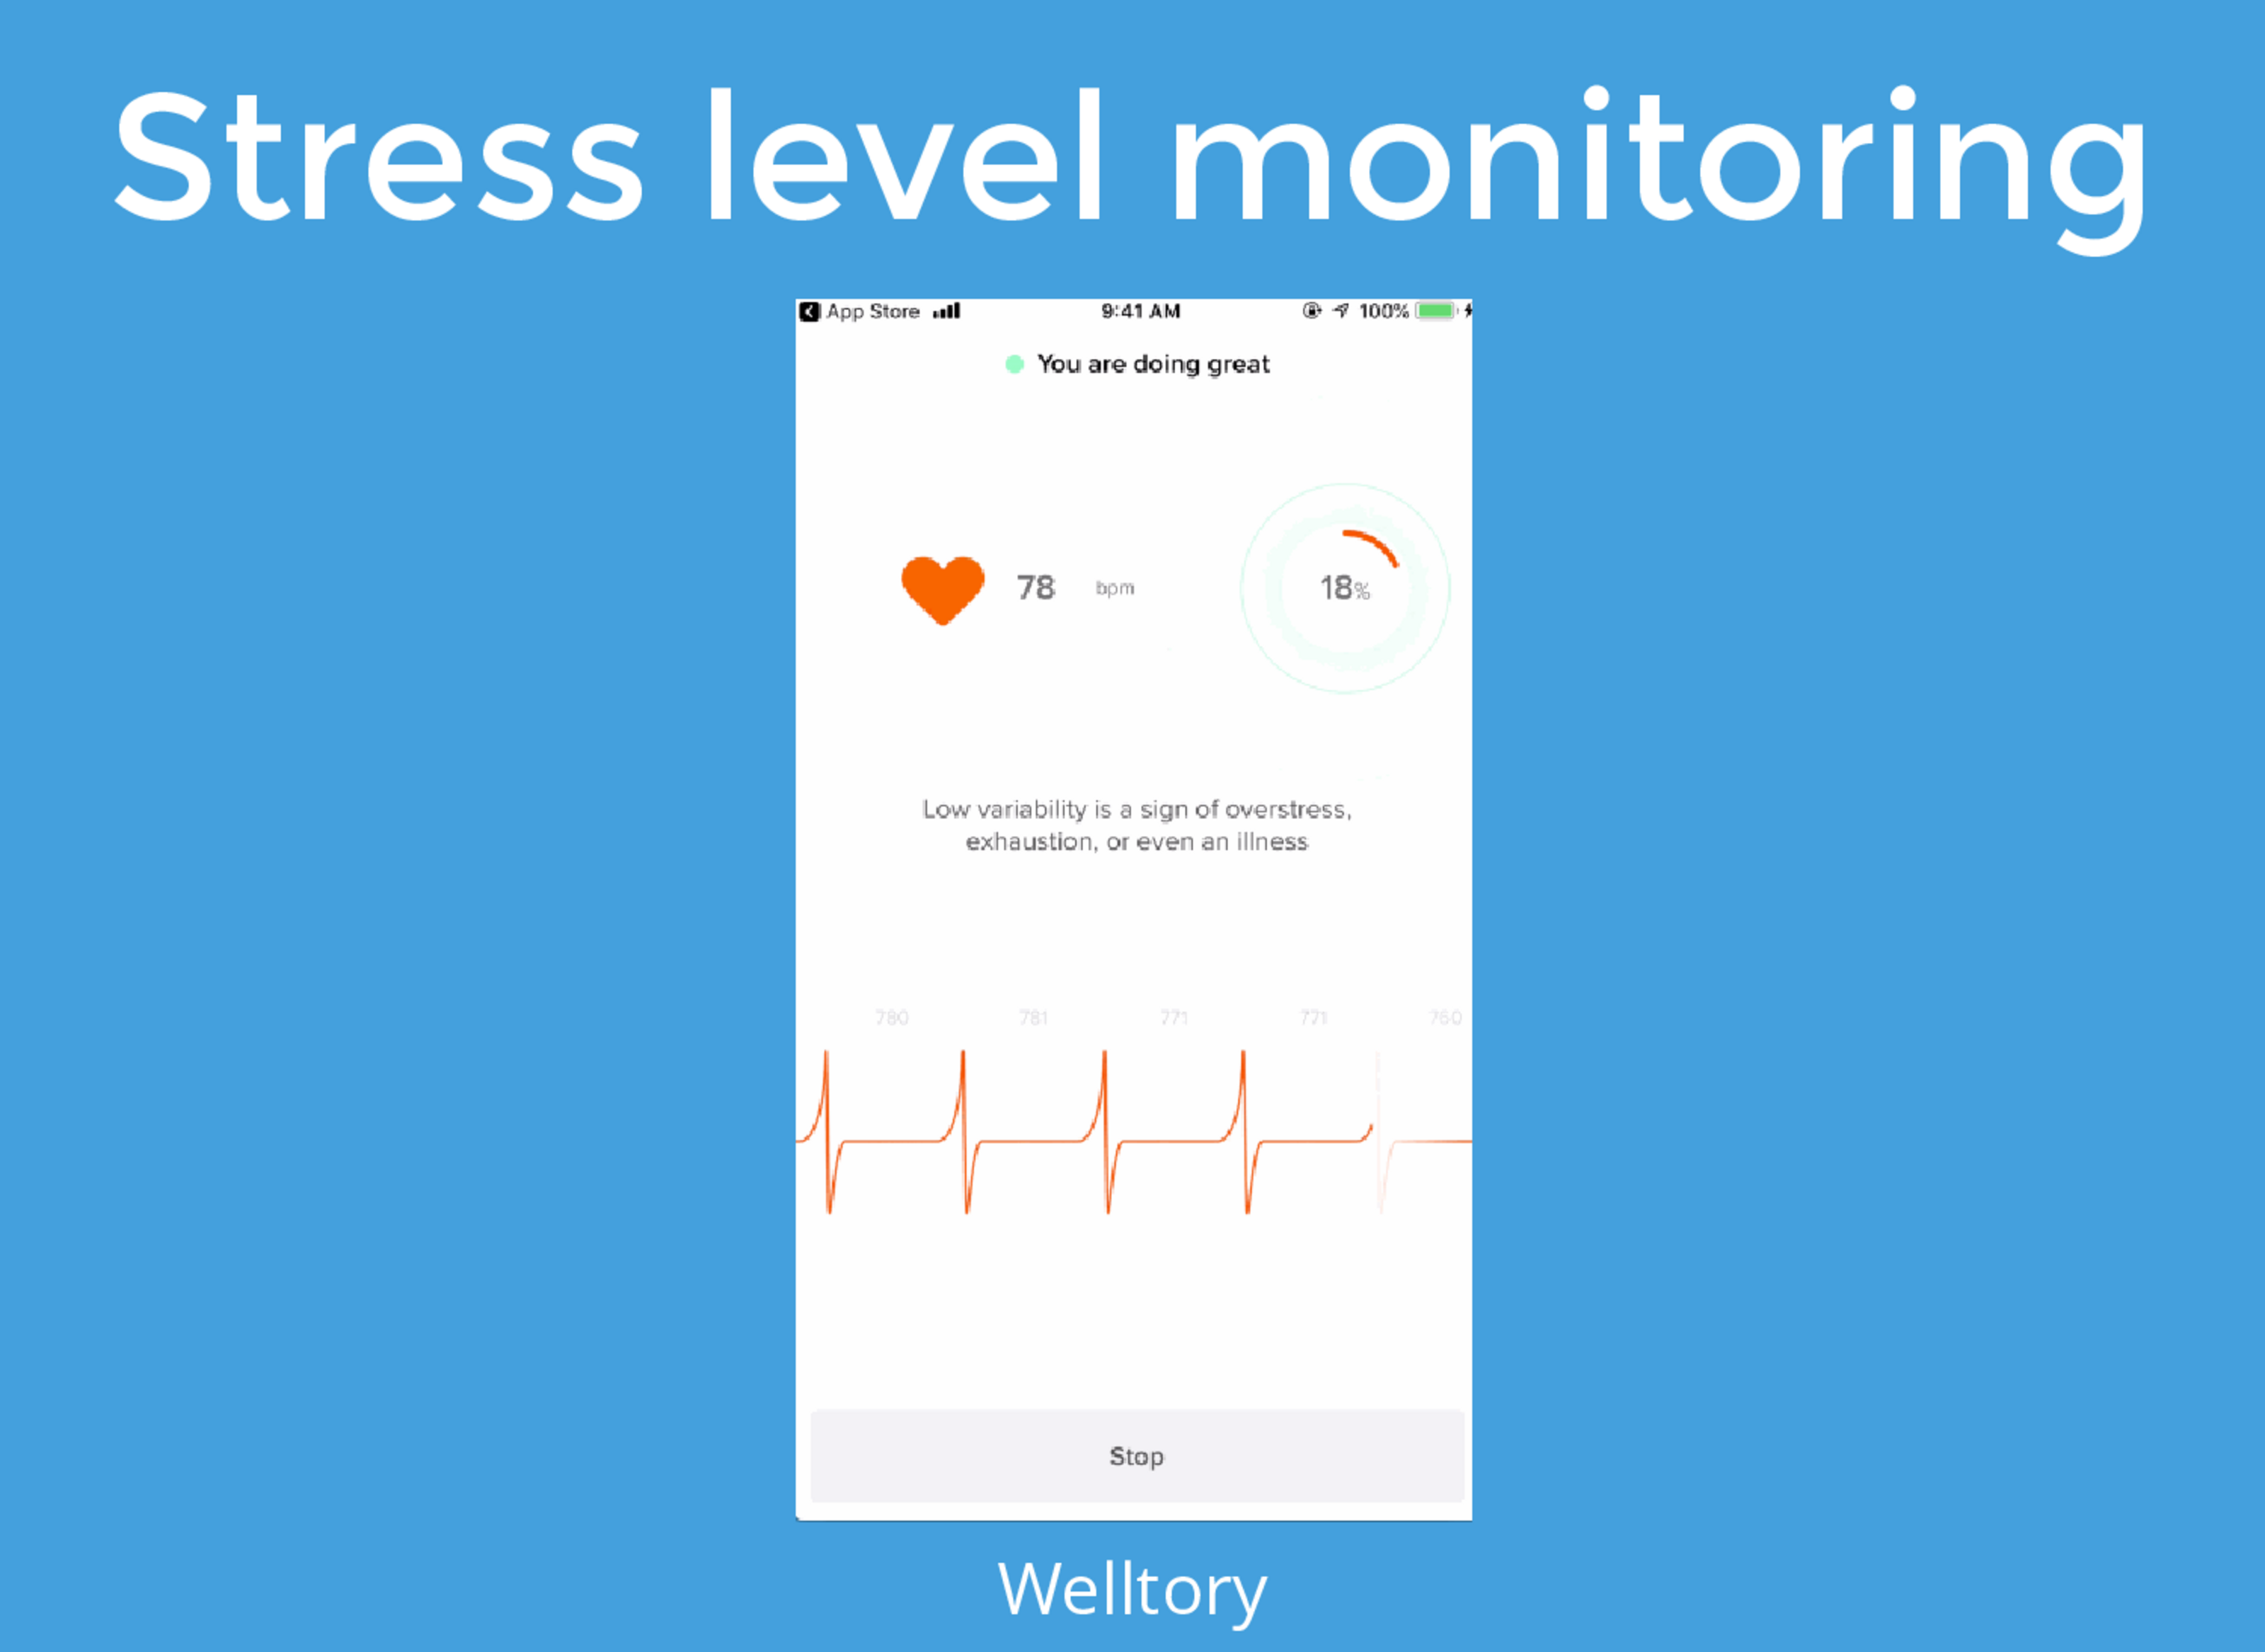 Stress level monitoring
App Store 9:41 AM 100%
You are doing great
78 bpm 18%
Low variability is a sign of overstress,
exhaustion, or even an illness
780 781 771 771 760
Stop
Welltory